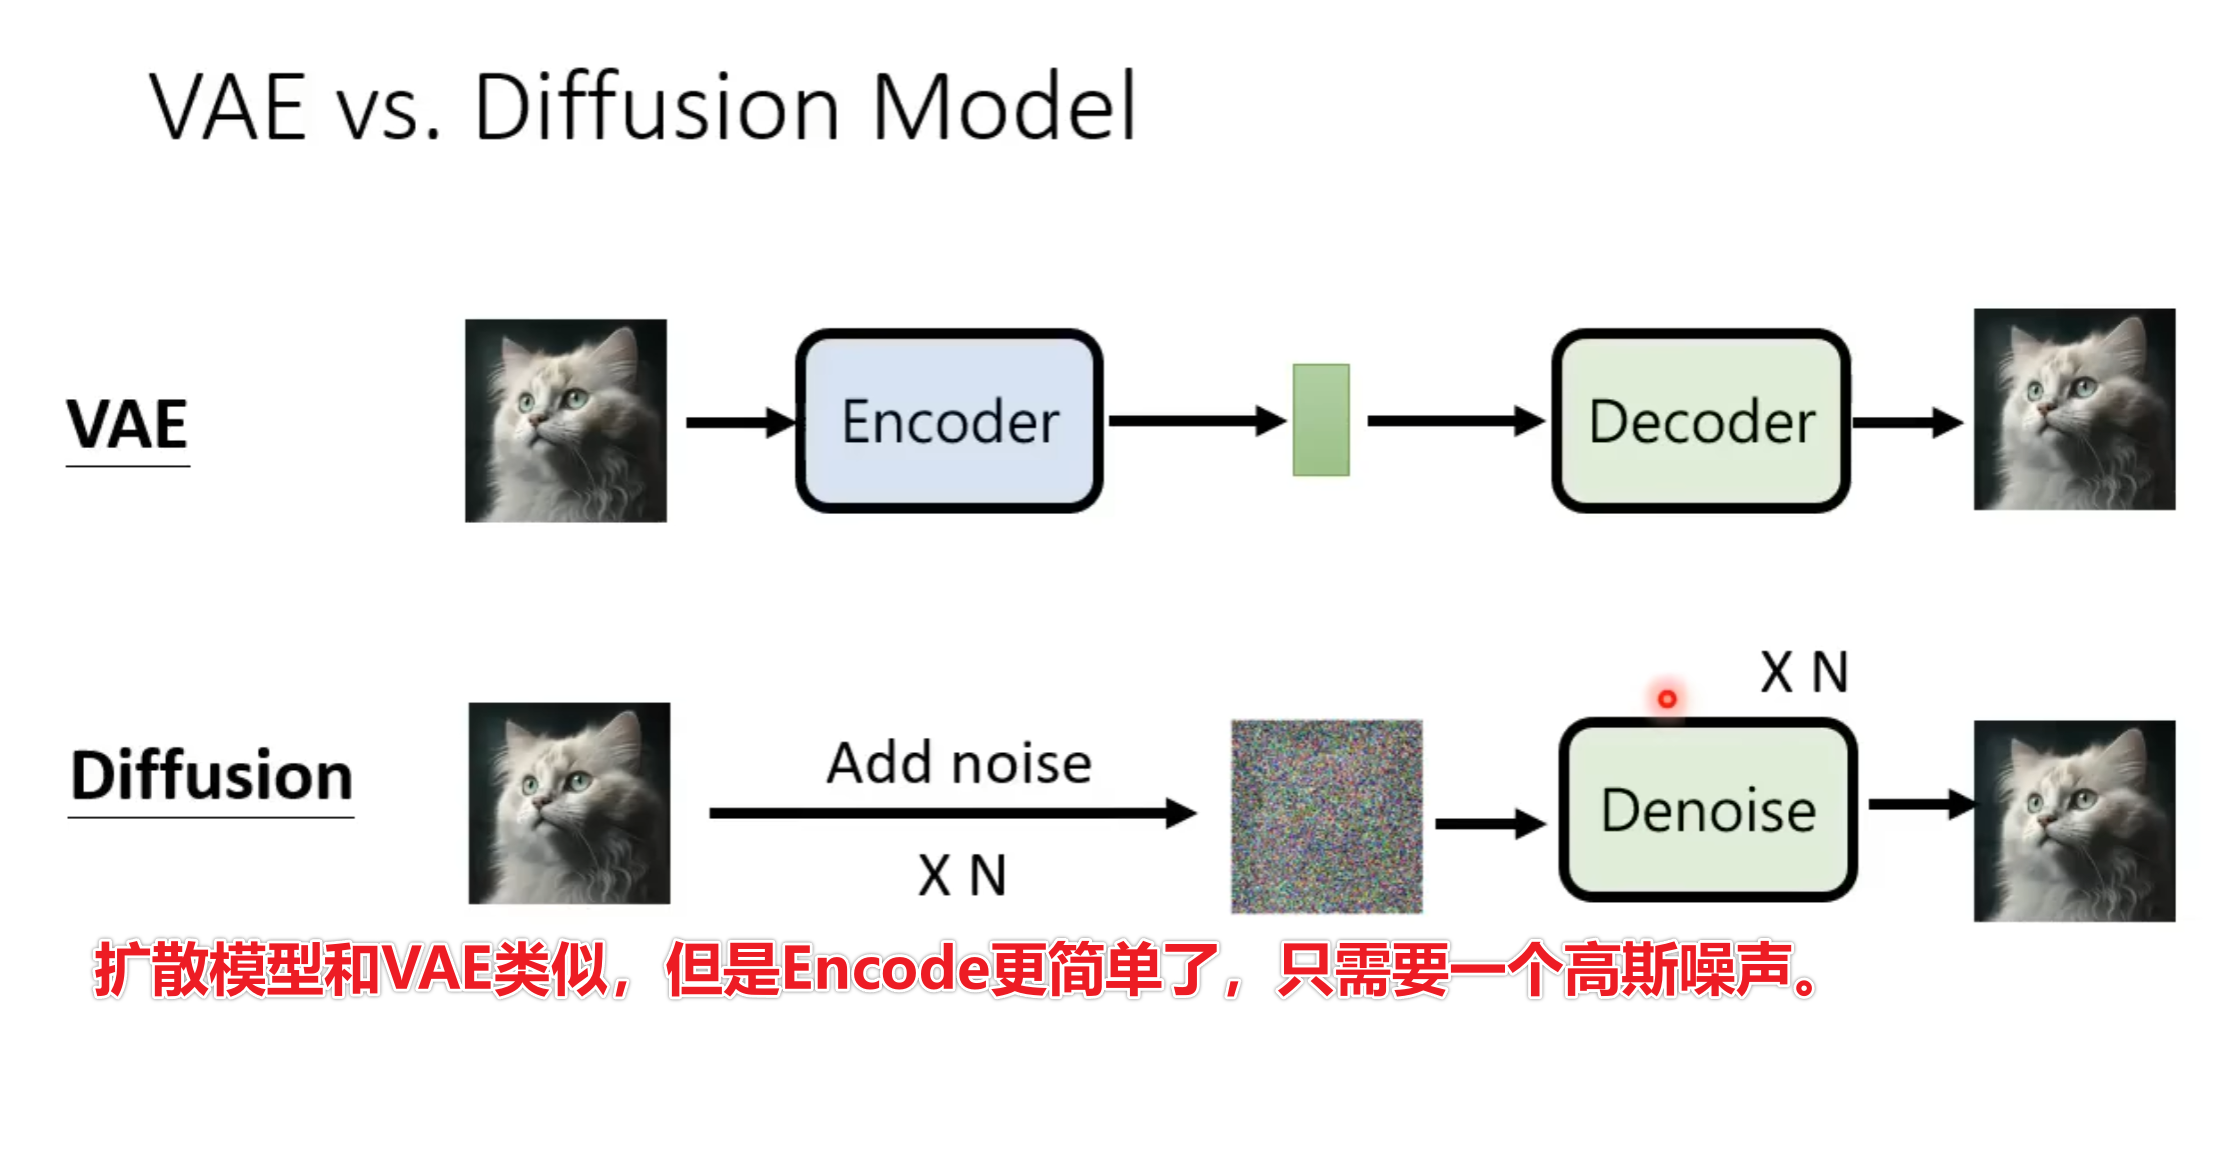 VAE vs. Diffusion Model
VAE
Encoder
Decoder
X N
Diffusion
Add noise
X N
Denoise
扩散模型和VAE类似，但是Encode更简单了，只需要一个高斯噪声。